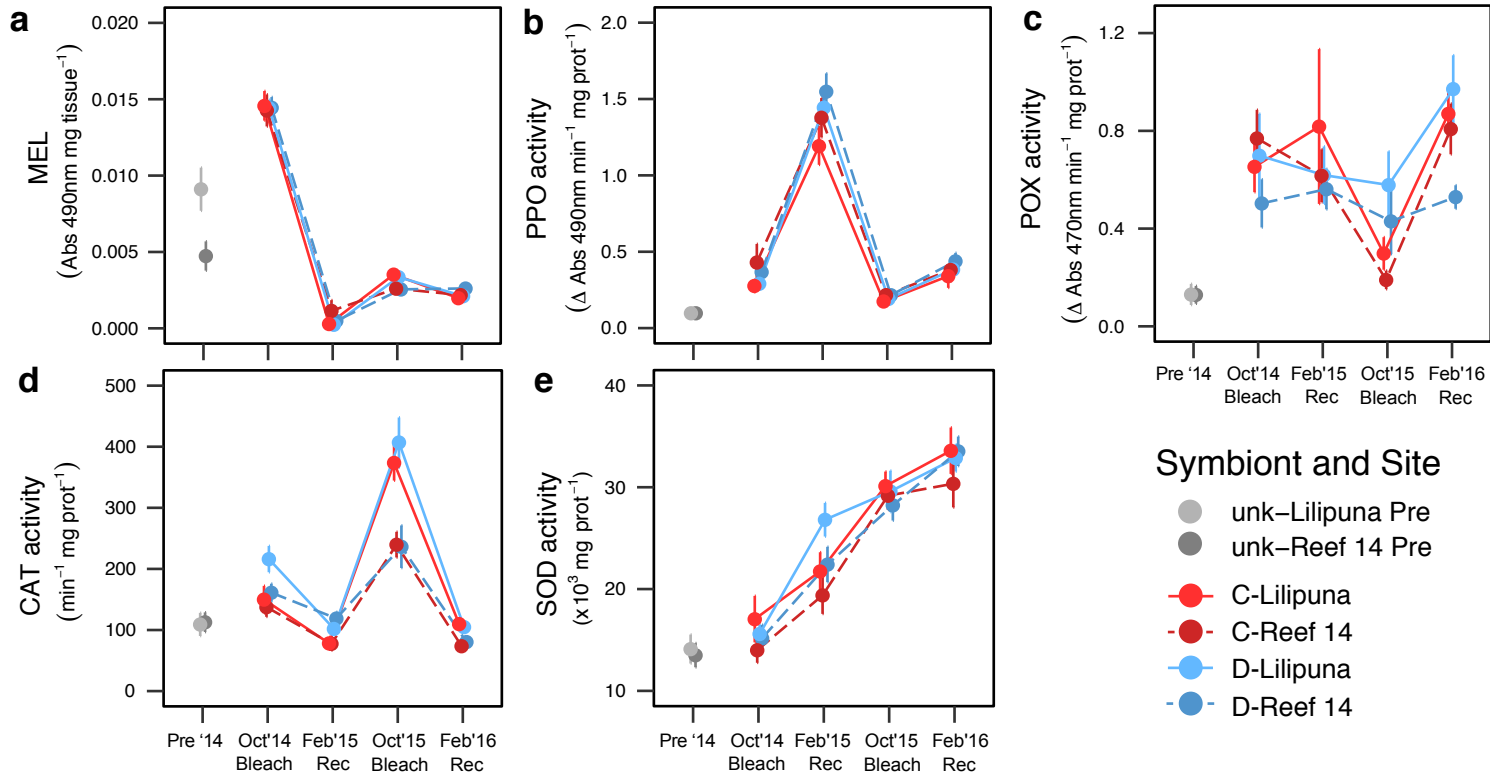 a
MEL
(Abs 490nm mg tissue⁻¹)
0.020
0.015
0.010
0.005
0.000
b
PPO activity
(Δ Abs 490nm min⁻¹ mg prot⁻¹)
2.0
1.5
1.0
0.5
0.0
c
POX activity
(Δ Abs 470nm min⁻¹ mg prot⁻¹)
1.2
0.8
0.4
0.0
Pre ‘14
Oct'14
Bleach
Feb'15
Rec
Oct'15
Bleach
Feb'16
Rec
d
CAT activity
(min⁻¹ mg prot⁻¹)
500
400
300
200
100
0
Pre ‘14
Oct'14
Bleach
Feb'15
Rec
Oct'15
Bleach
Feb'16
Rec
e
SOD activity
(x10³ mg prot⁻¹)
40
30
20
10
Pre ‘14
Oct'14
Bleach
Feb'15
Rec
Oct'15
Bleach
Feb'16
Rec
Symbiont and Site
unk−Lilipuna Pre
unk−Reef 14 Pre
C-Lilipuna
C-Reef 14
D-Lilipuna
D-Reef 14